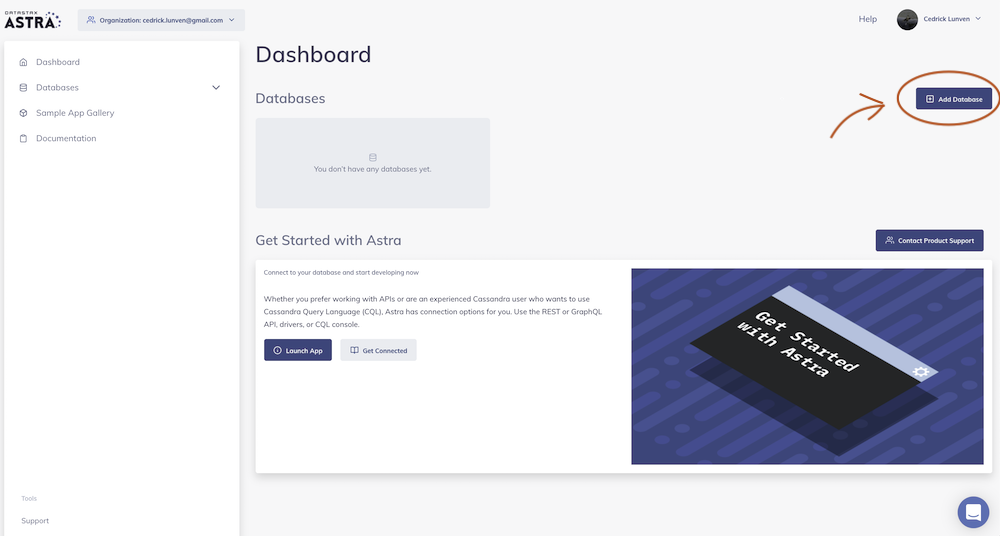 DATASTAX
ASTRA
Organization: cedrick.lunven@gmail.com
Help
Cedrick Lunven
Dashboard
Databases
Sample App Gallery
Documentation
Tools
Support
Dashboard
Databases
Add Database
You don't have any databases yet.
Get Started with Astra
Contact Product Support
Connect to your database and start developing now
Whether you prefer working with APIs or are an experienced Cassandra user who wants to use
Cassandra Query Language (CQL), Astra has connection options for you. Use the REST or GraphQL
API, drivers, or CQL console.
Launch App
Get Connected
Get Started
with Astra